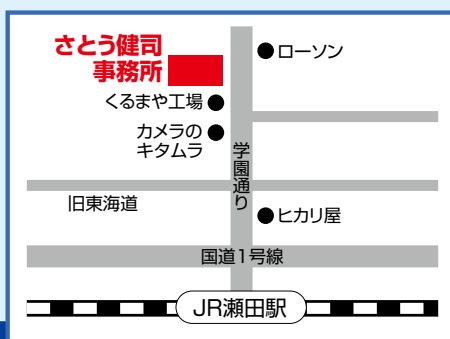 さとう健司
事務所
ローソン
くるまや工場
カメラの
キタムラ
学園通り
旧東海道
ヒカリ屋
国道1号線
JR瀬田駅